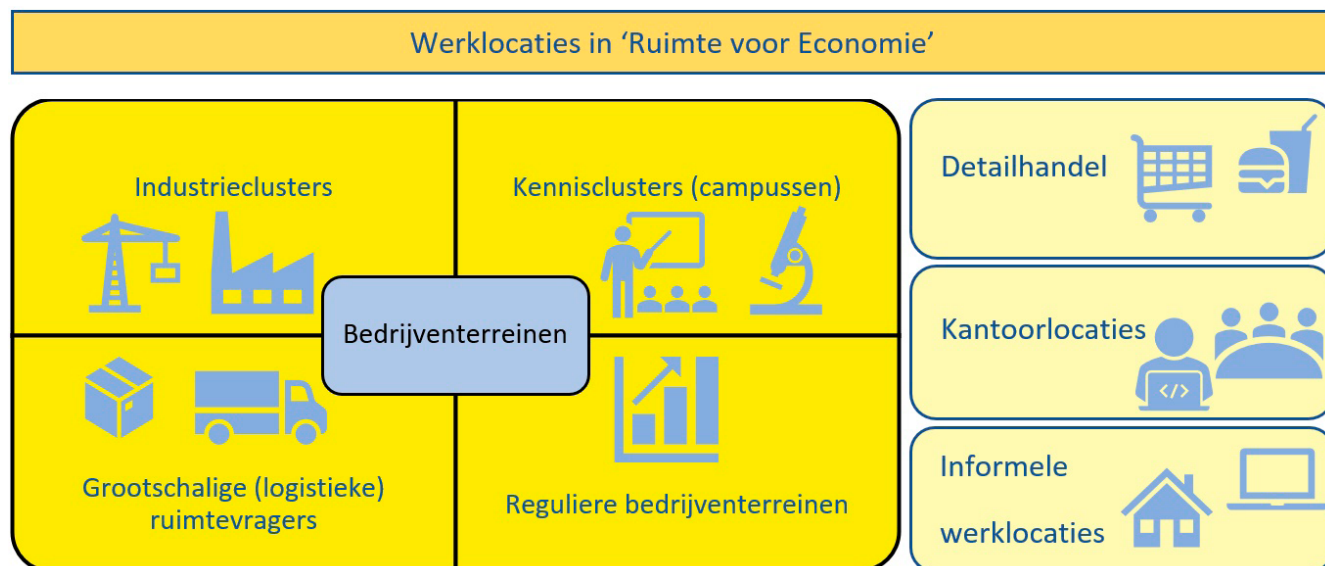 Werklocaties in ‘Ruimte voor Economie’
Industrieclusters
Kennisclusters (campussen)
Bedrijventerreinen
Grootschalige (logistieke)
ruimtevragers
Reguliere bedrijventerreinen
Detailhandel
Kantoorlocaties
</>
Informele
werklocaties